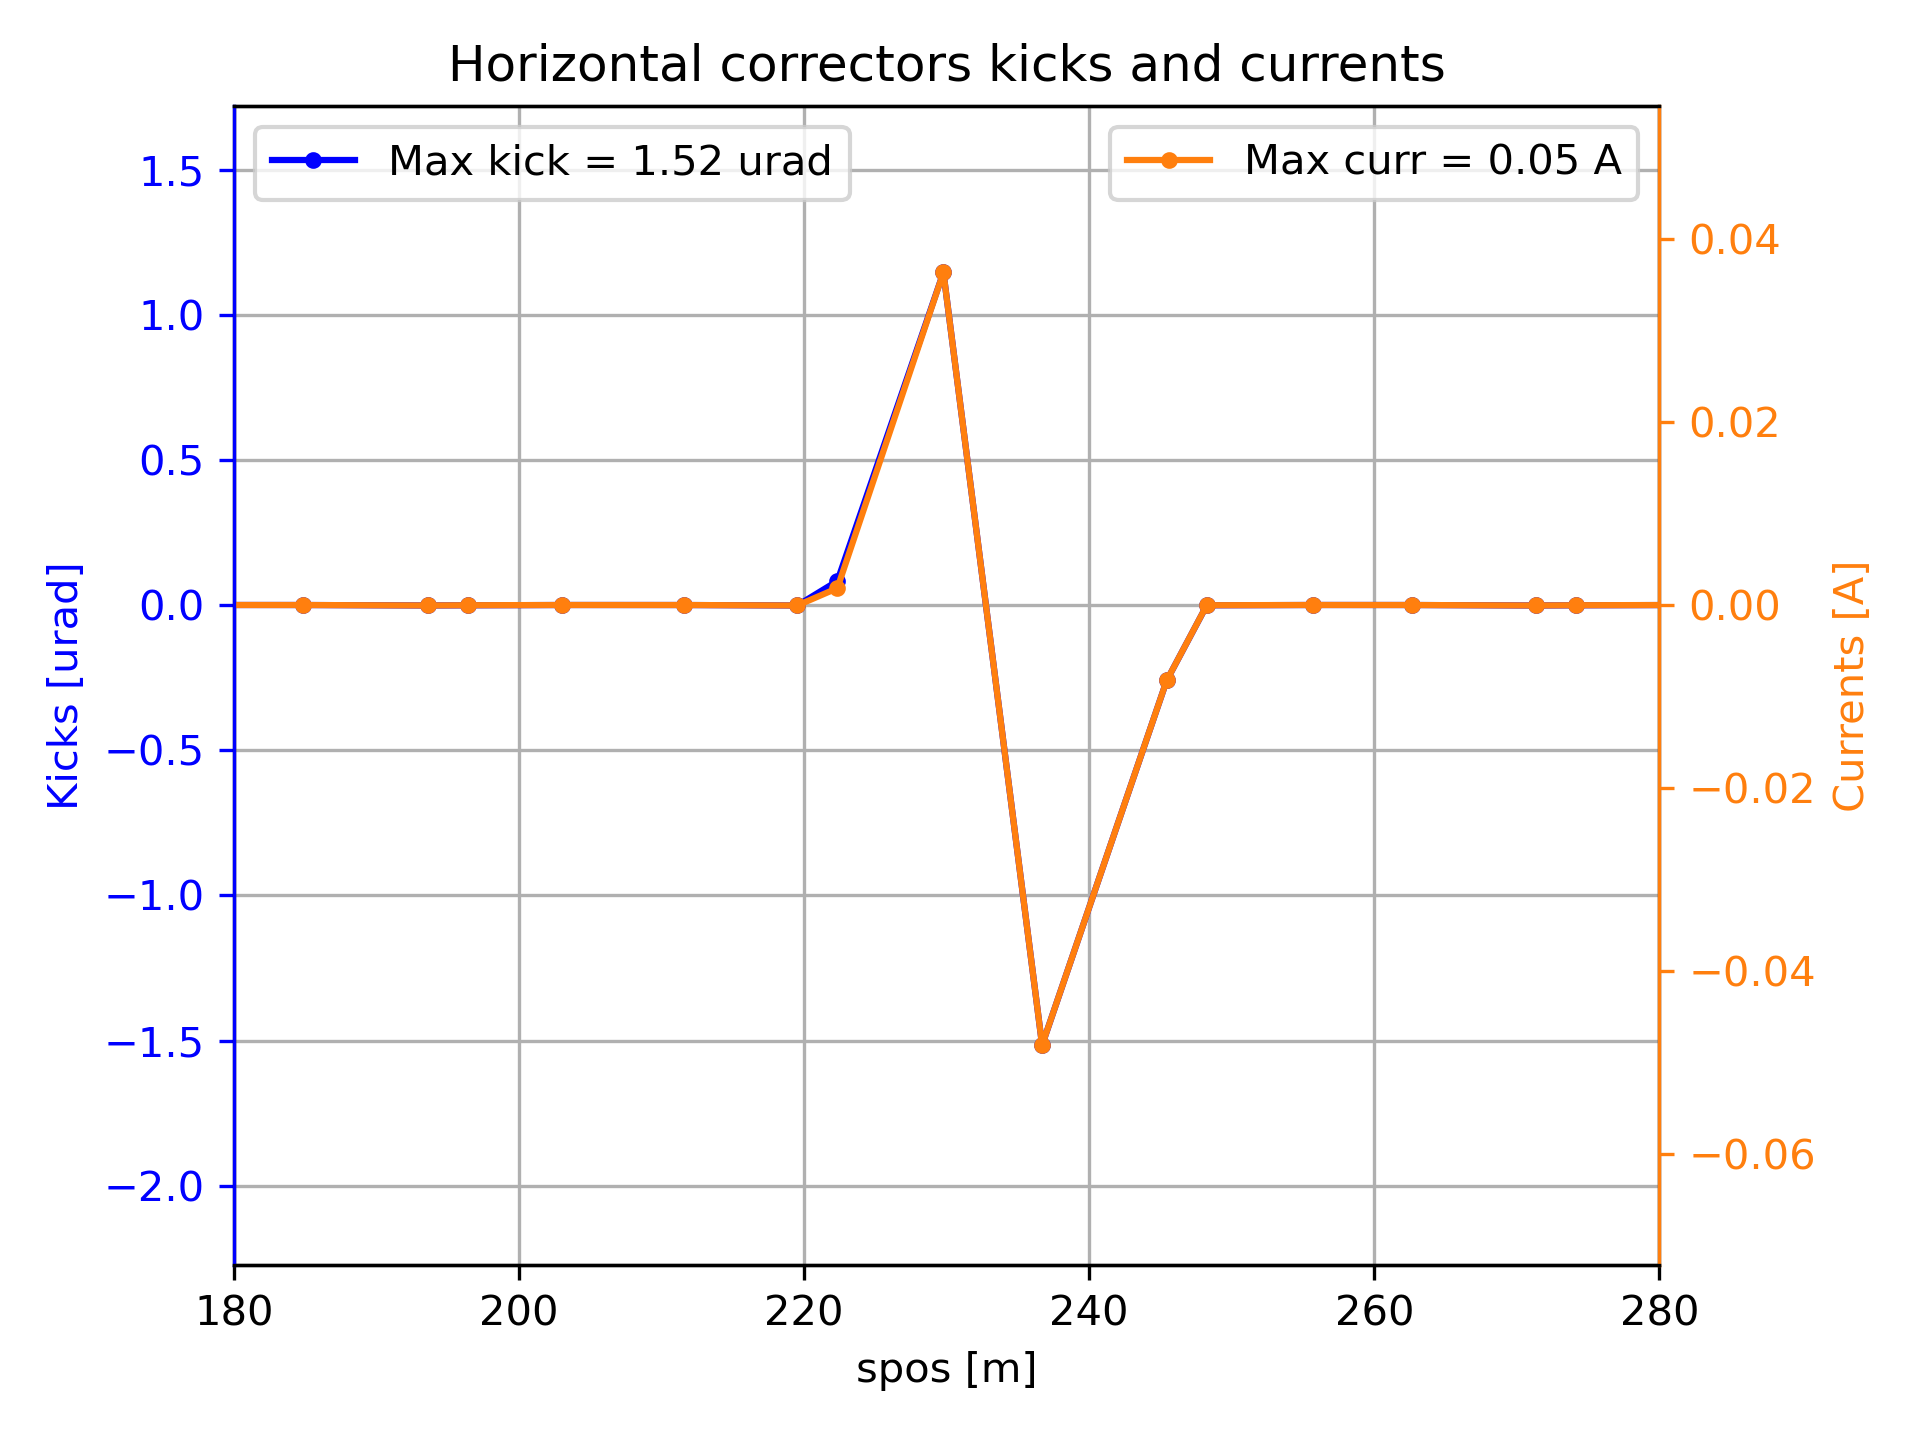 Horizontal correctors kicks and currents
Max kick = 1.52 urad
Max curr = 0.05 A
Kicks [urad]
1.5
1.0
0.5
0.0
−0.5
−1.0
−1.5
−2.0
0.04
0.02
0.00
−0.02
−0.04
−0.06
Currents [A]
180 200 220 240 260 280
spos [m]